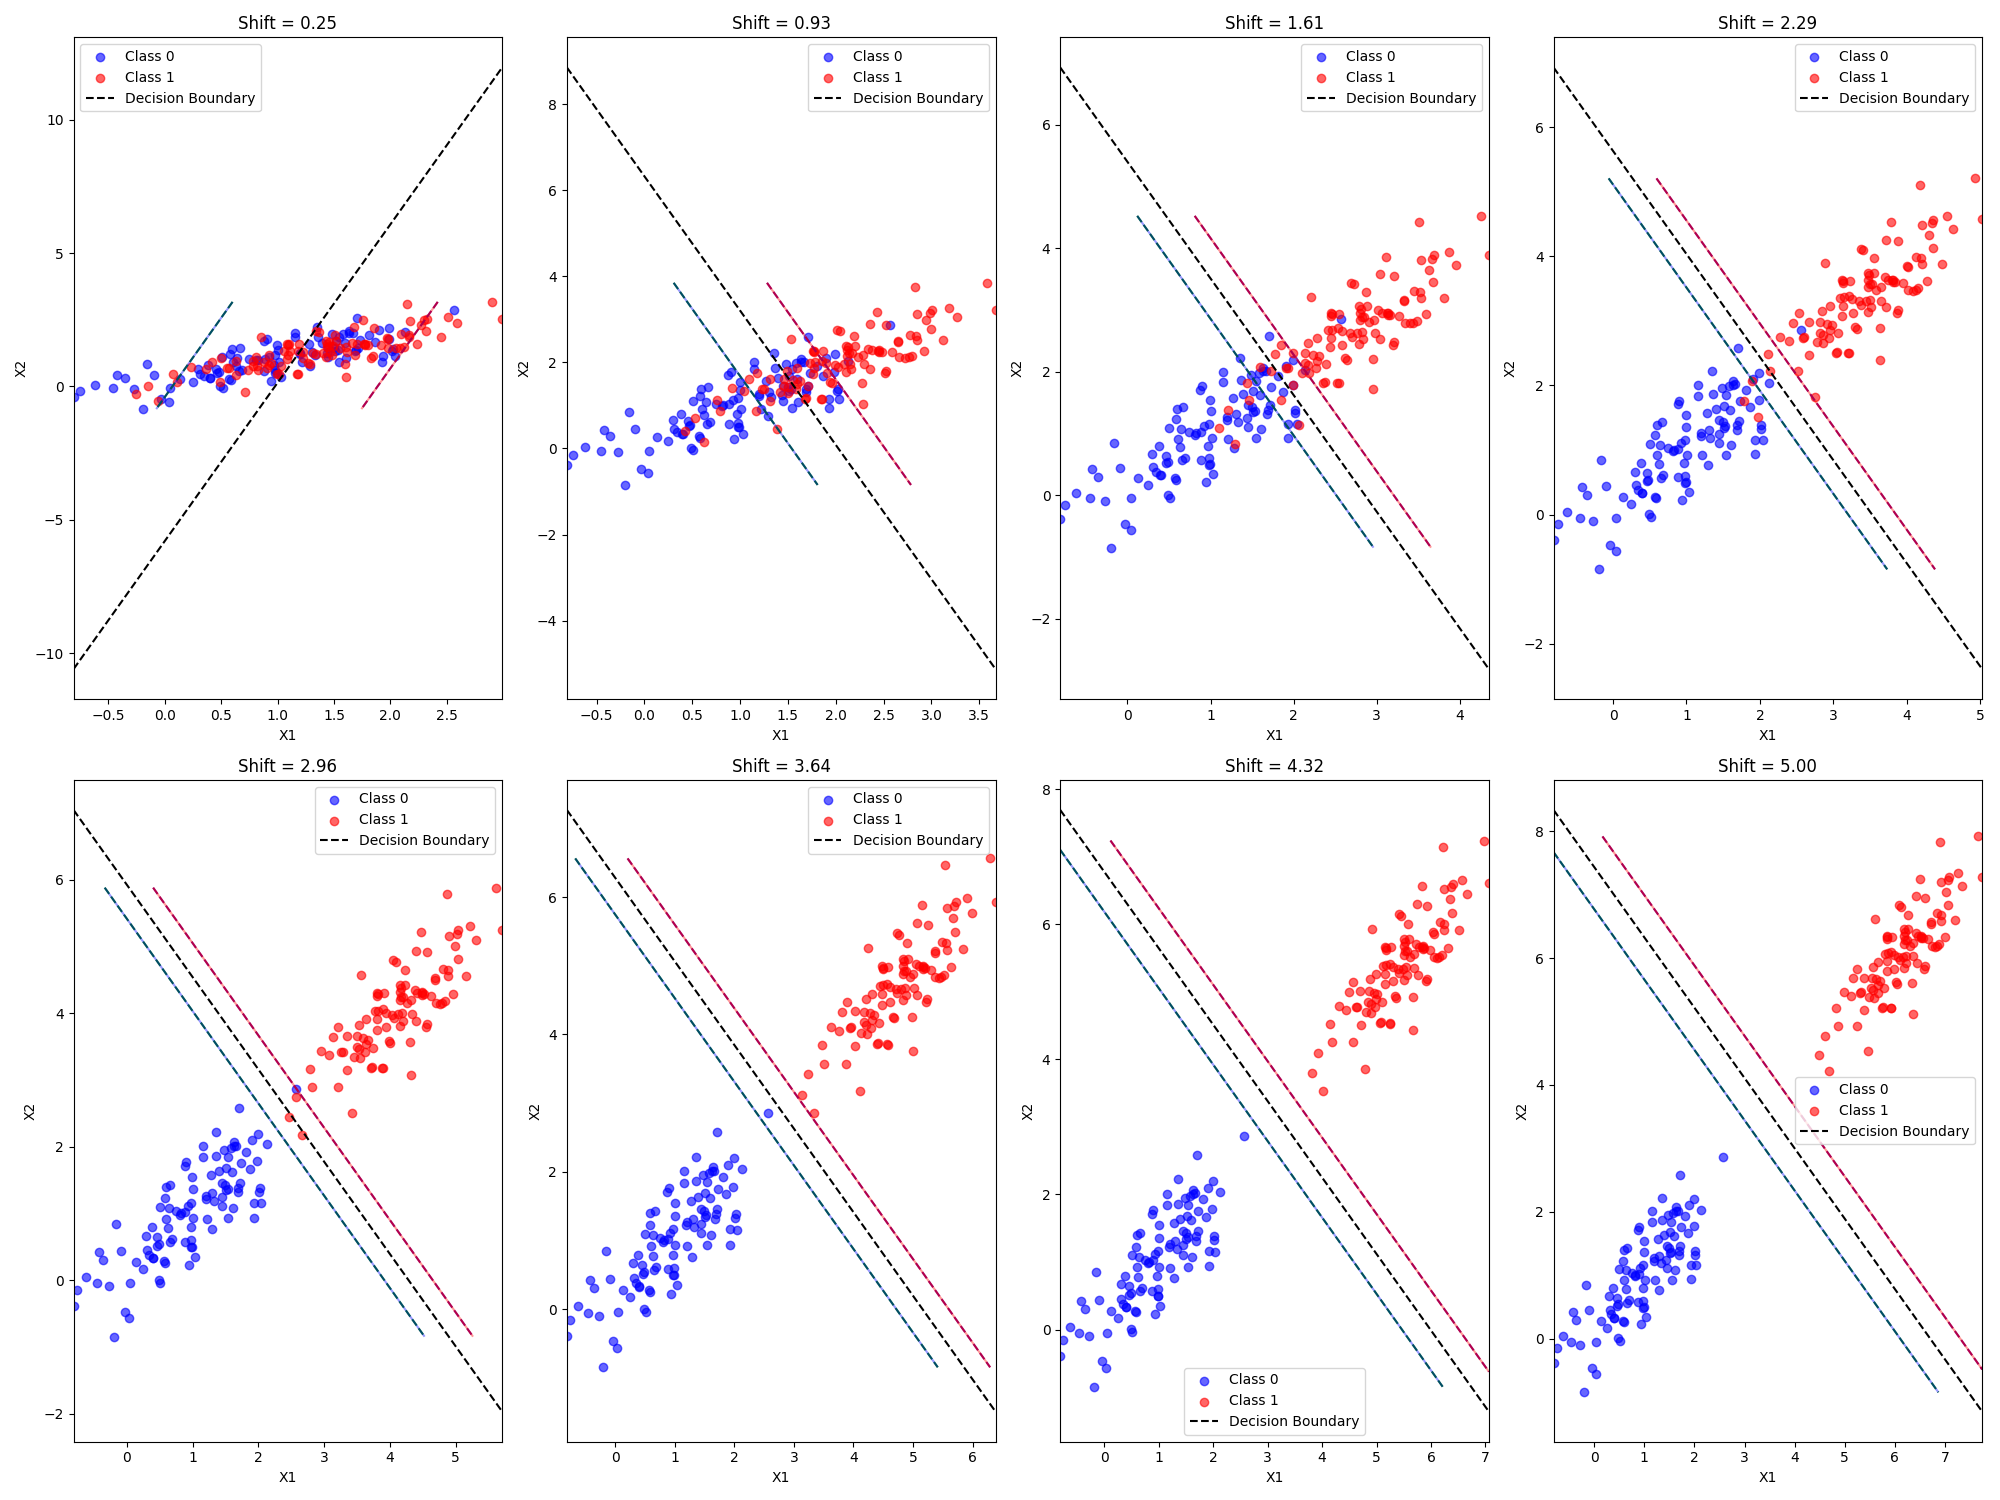 Shift = 0.25
Class 0
Class 1
Decision Boundary
10
5
0
−5
−10
X2
−0.5 0.0 0.5 1.0 1.5 2.0 2.5
X1
Shift = 0.93
Class 0
Class 1
Decision Boundary
8
6
4
2
0
−2
−4
X2
−0.5 0.0 0.5 1.0 1.5 2.0 2.5 3.0 3.5
X1
Shift = 1.61
Class 0
Class 1
Decision Boundary
6
4
2
0
−2
X2
0 1 2 3 4
X1
Shift = 2.29
Class 0
Class 1
Decision Boundary
6
4
2
0
−2
X2
0 1 2 3 4 5
X1
Shift = 2.96
Class 0
Class 1
Decision Boundary
6
4
2
0
−2
X2
0 1 2 3 4 5
X1
Shift = 3.64
Class 0
Class 1
Decision Boundary
6
4
2
0
X2
0 1 2 3 4 5 6
X1
Shift = 4.32
8
6
4
2
0
X2
Class 0
Class 1
Decision Boundary
0 1 2 3 4 5 6 7
X1
Shift = 5.00
8
6
4
2
0
X2
Class 0
Class 1
Decision Boundary
0 1 2 3 4 5 6 7
X1